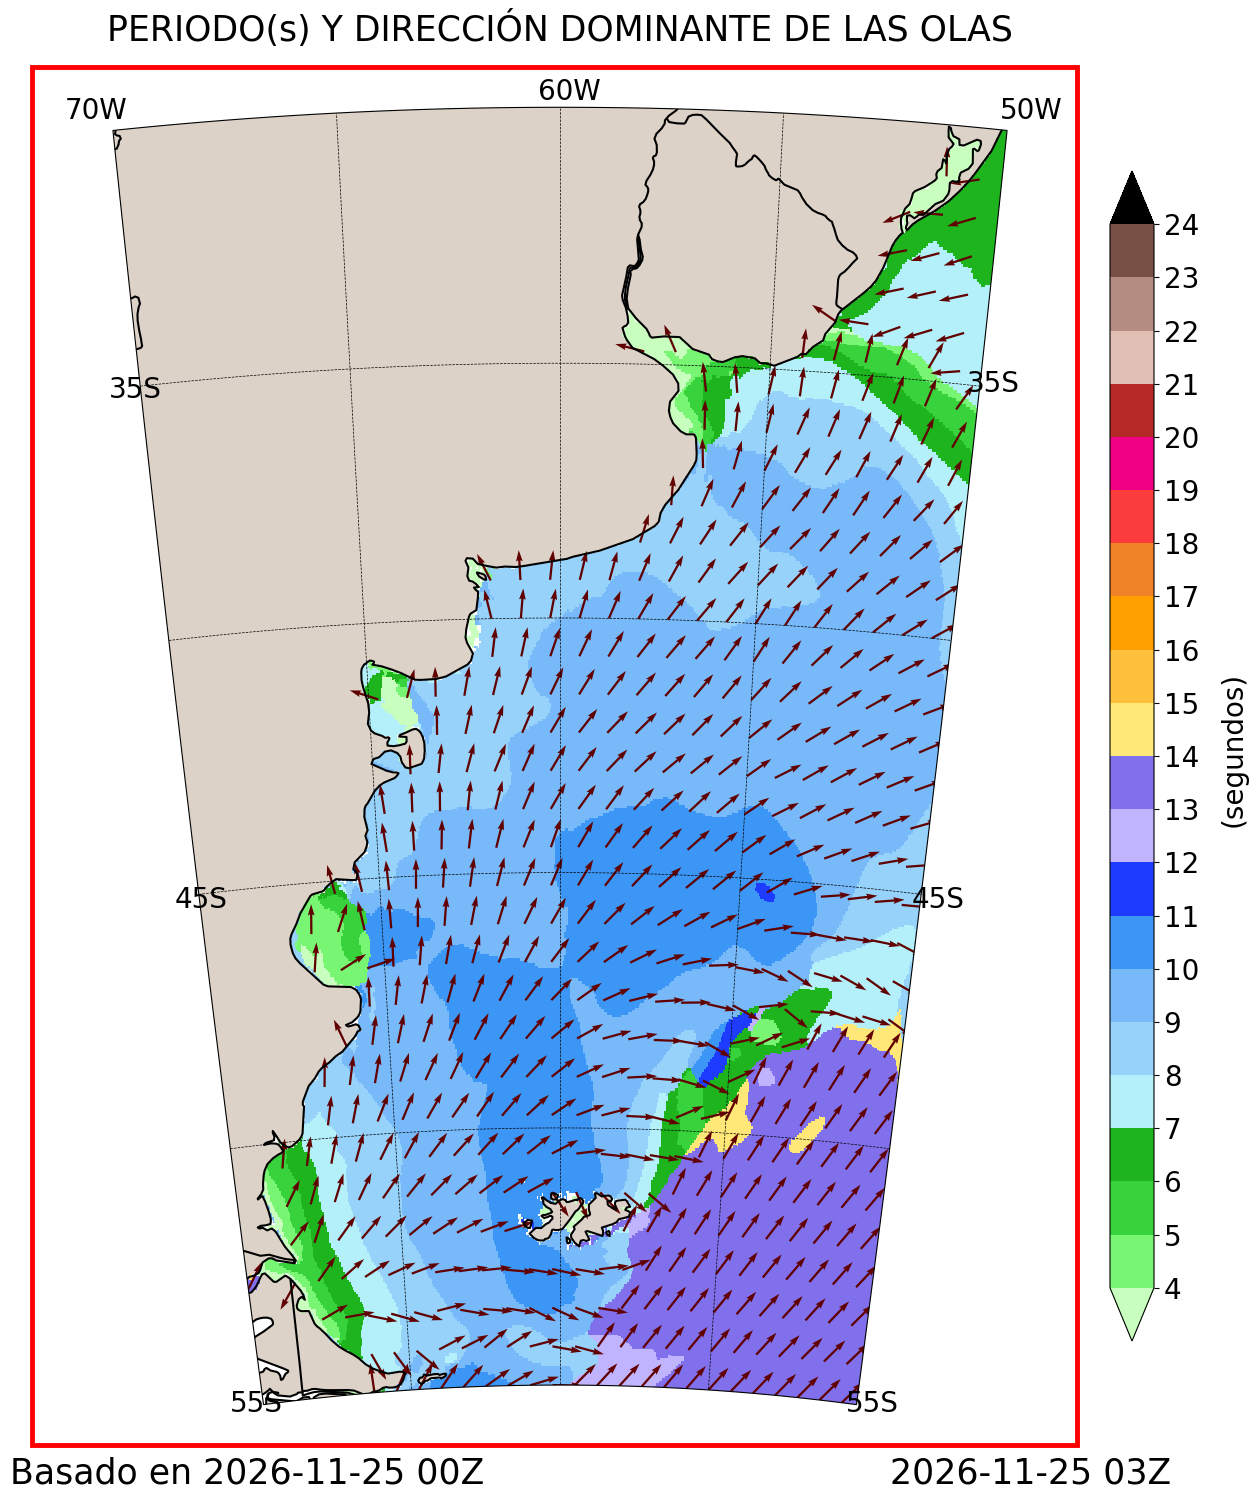 PERIODO(s) Y DIRECCIÓN DOMINANTE DE LAS OLAS
70W
60W
50W
35S
35S
45S
45S
55S
55S
24
23
22
21
20
19
18
17
16
15
14
13
12
11
10
9
8
7
6
5
4
(segundos)
Basado en 2026-11-25 00Z
2026-11-25 03Z